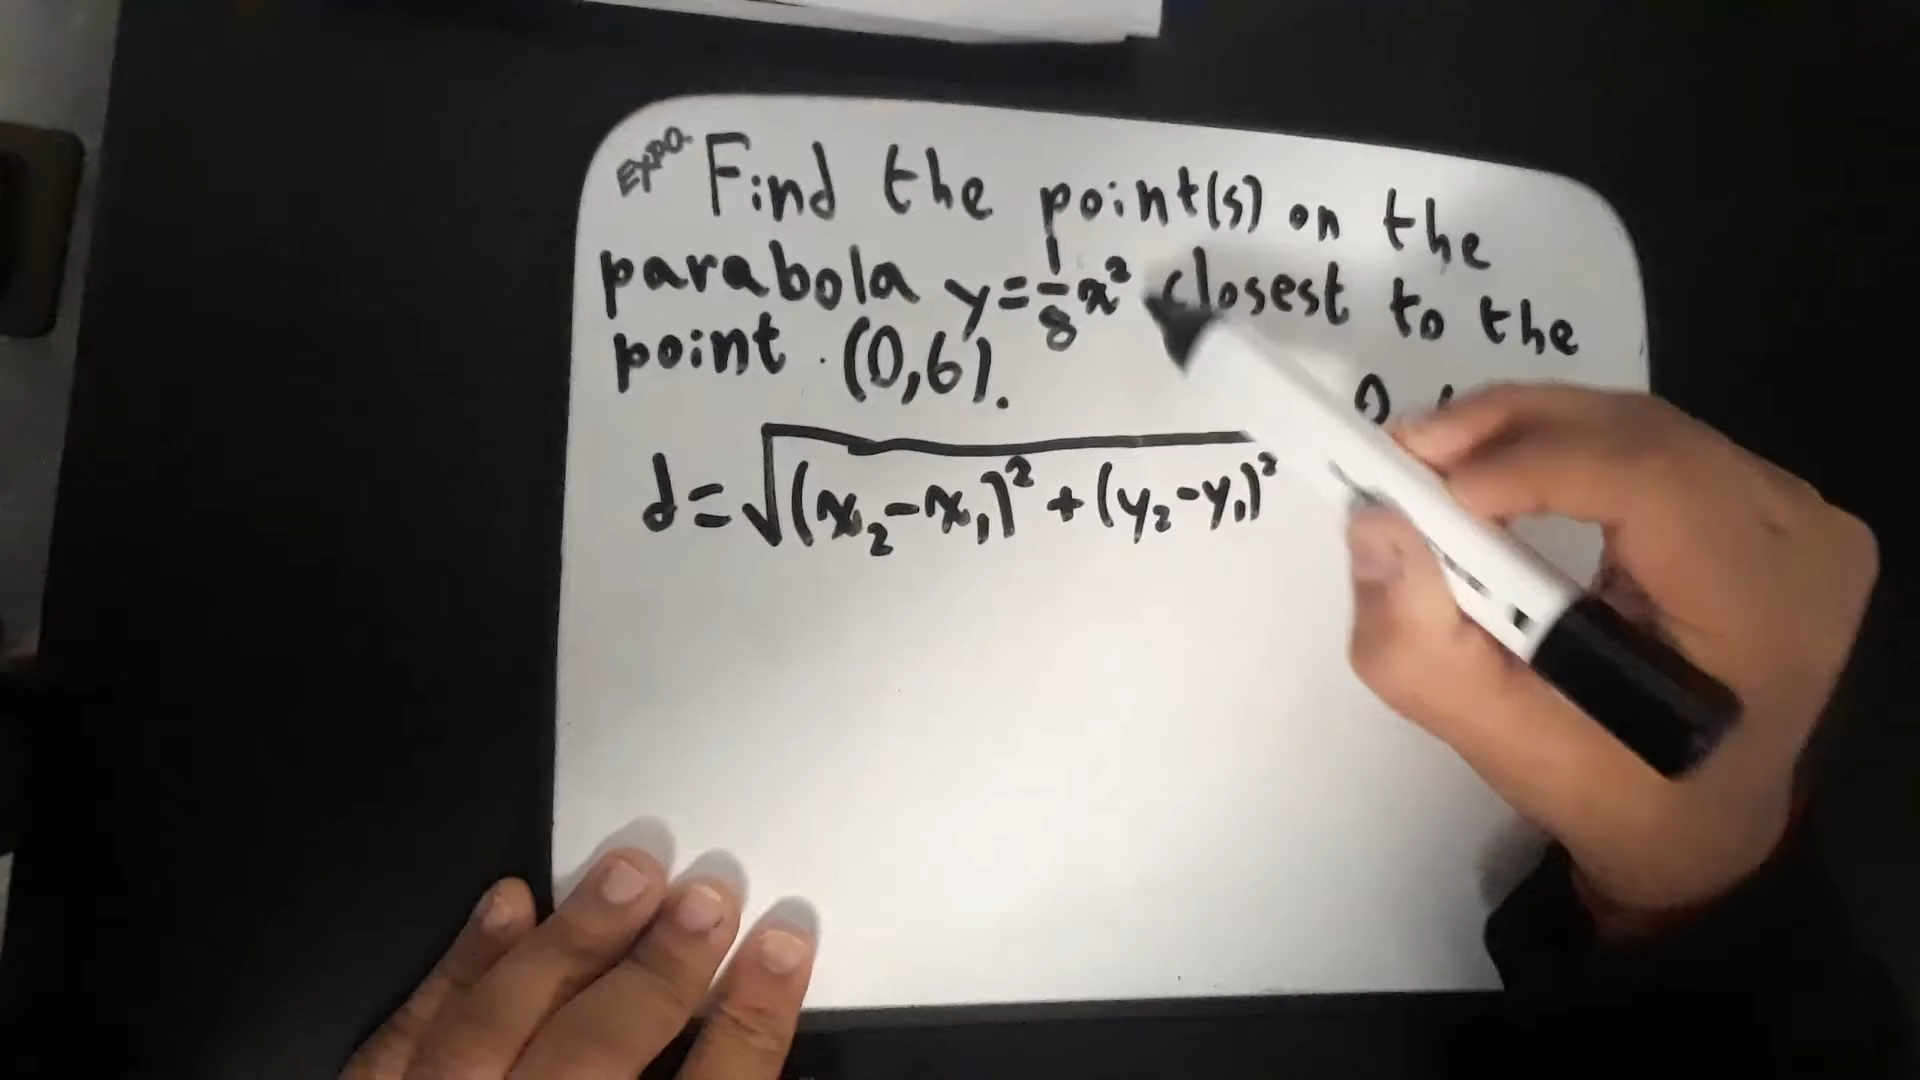 EXPO
Find the point(s) on the
parabola y=1/8x² closest to the
point (0,6).
d=√(x₂-x₁)²+(y₂-y₁)²